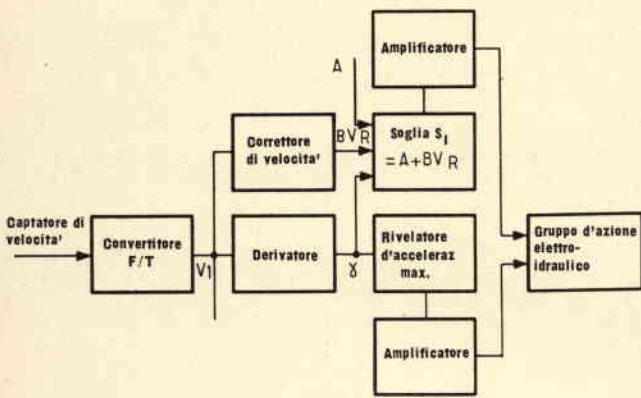 Amplificatore
A
Correttore
di velocita'
BVR
Soglia S1
= A+BVR
Captatore di
velocita'
Convertitore
F/T
V1
Derivatore
γ
Rivelatore
d'acceleraz
max.
Gruppo d'azione
elettro-
idraulico
Amplificatore